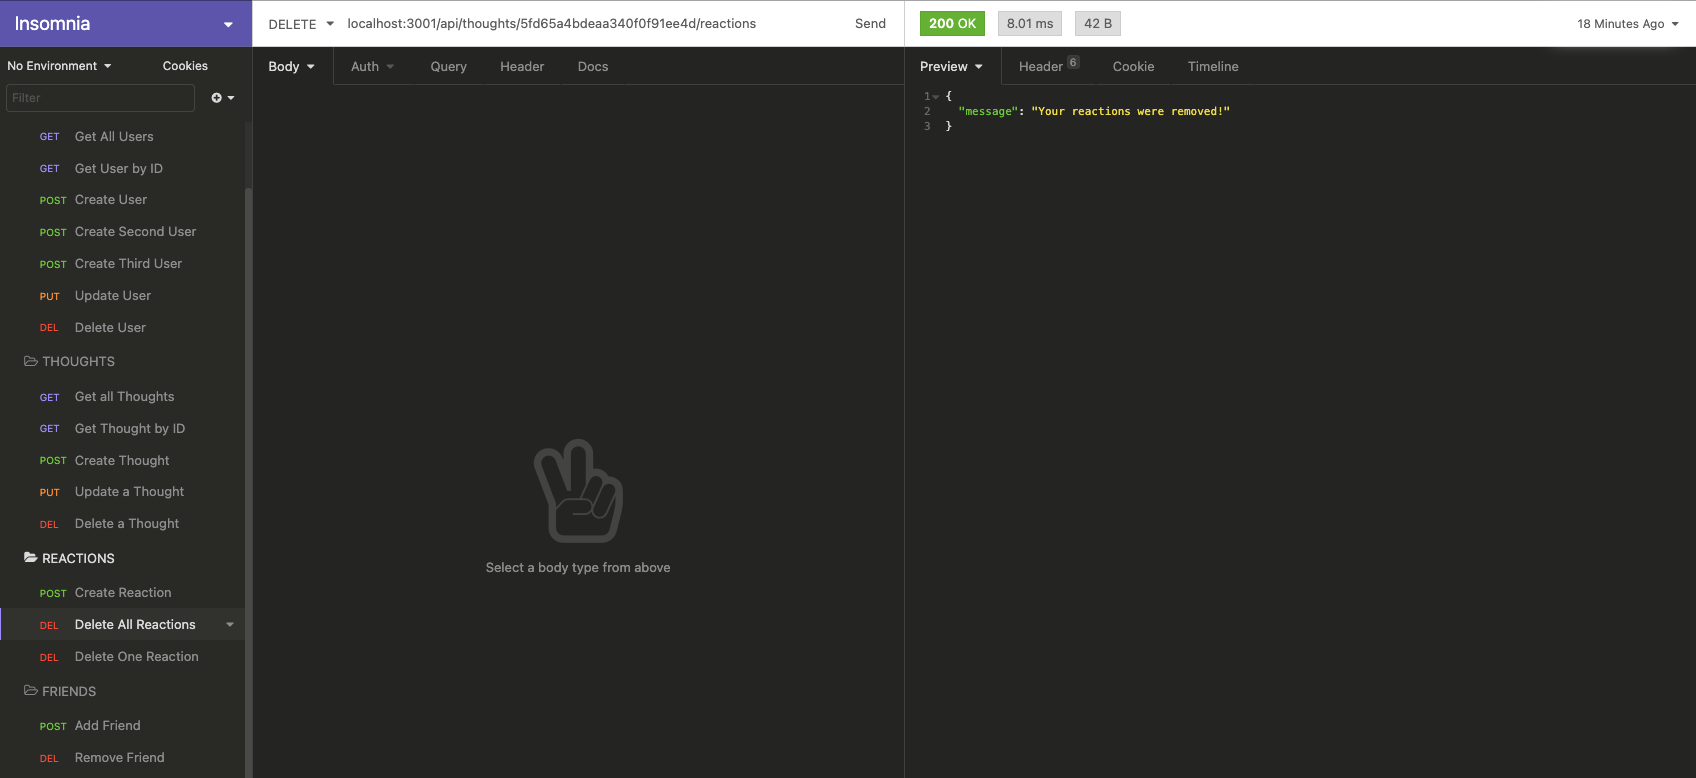 Insomnia
DELETE localhost:3001/api/thoughts/5fd65a4bdeaa340f0f91ee4d/reactions Send
200 OK 8.01 ms 42 B 18 Minutes Ago
No Environment Cookies
Filter
GET Get All Users
GET Get User by ID
POST Create User
POST Create Second User
POST Create Third User
PUT Update User
DEL Delete User
THOUGHTS
GET Get all Thoughts
GET Get Thought by ID
POST Create Thought
PUT Update a Thought
DEL Delete a Thought
REACTIONS
POST Create Reaction
DEL Delete All Reactions
DEL Delete One Reaction
FRIENDS
POST Add Friend
DEL Remove Friend
Body Auth Query Header Docs
Select a body type from above
Preview Header 6 Cookie Timeline
1 {
2 "message": "Your reactions were removed!"
3 }